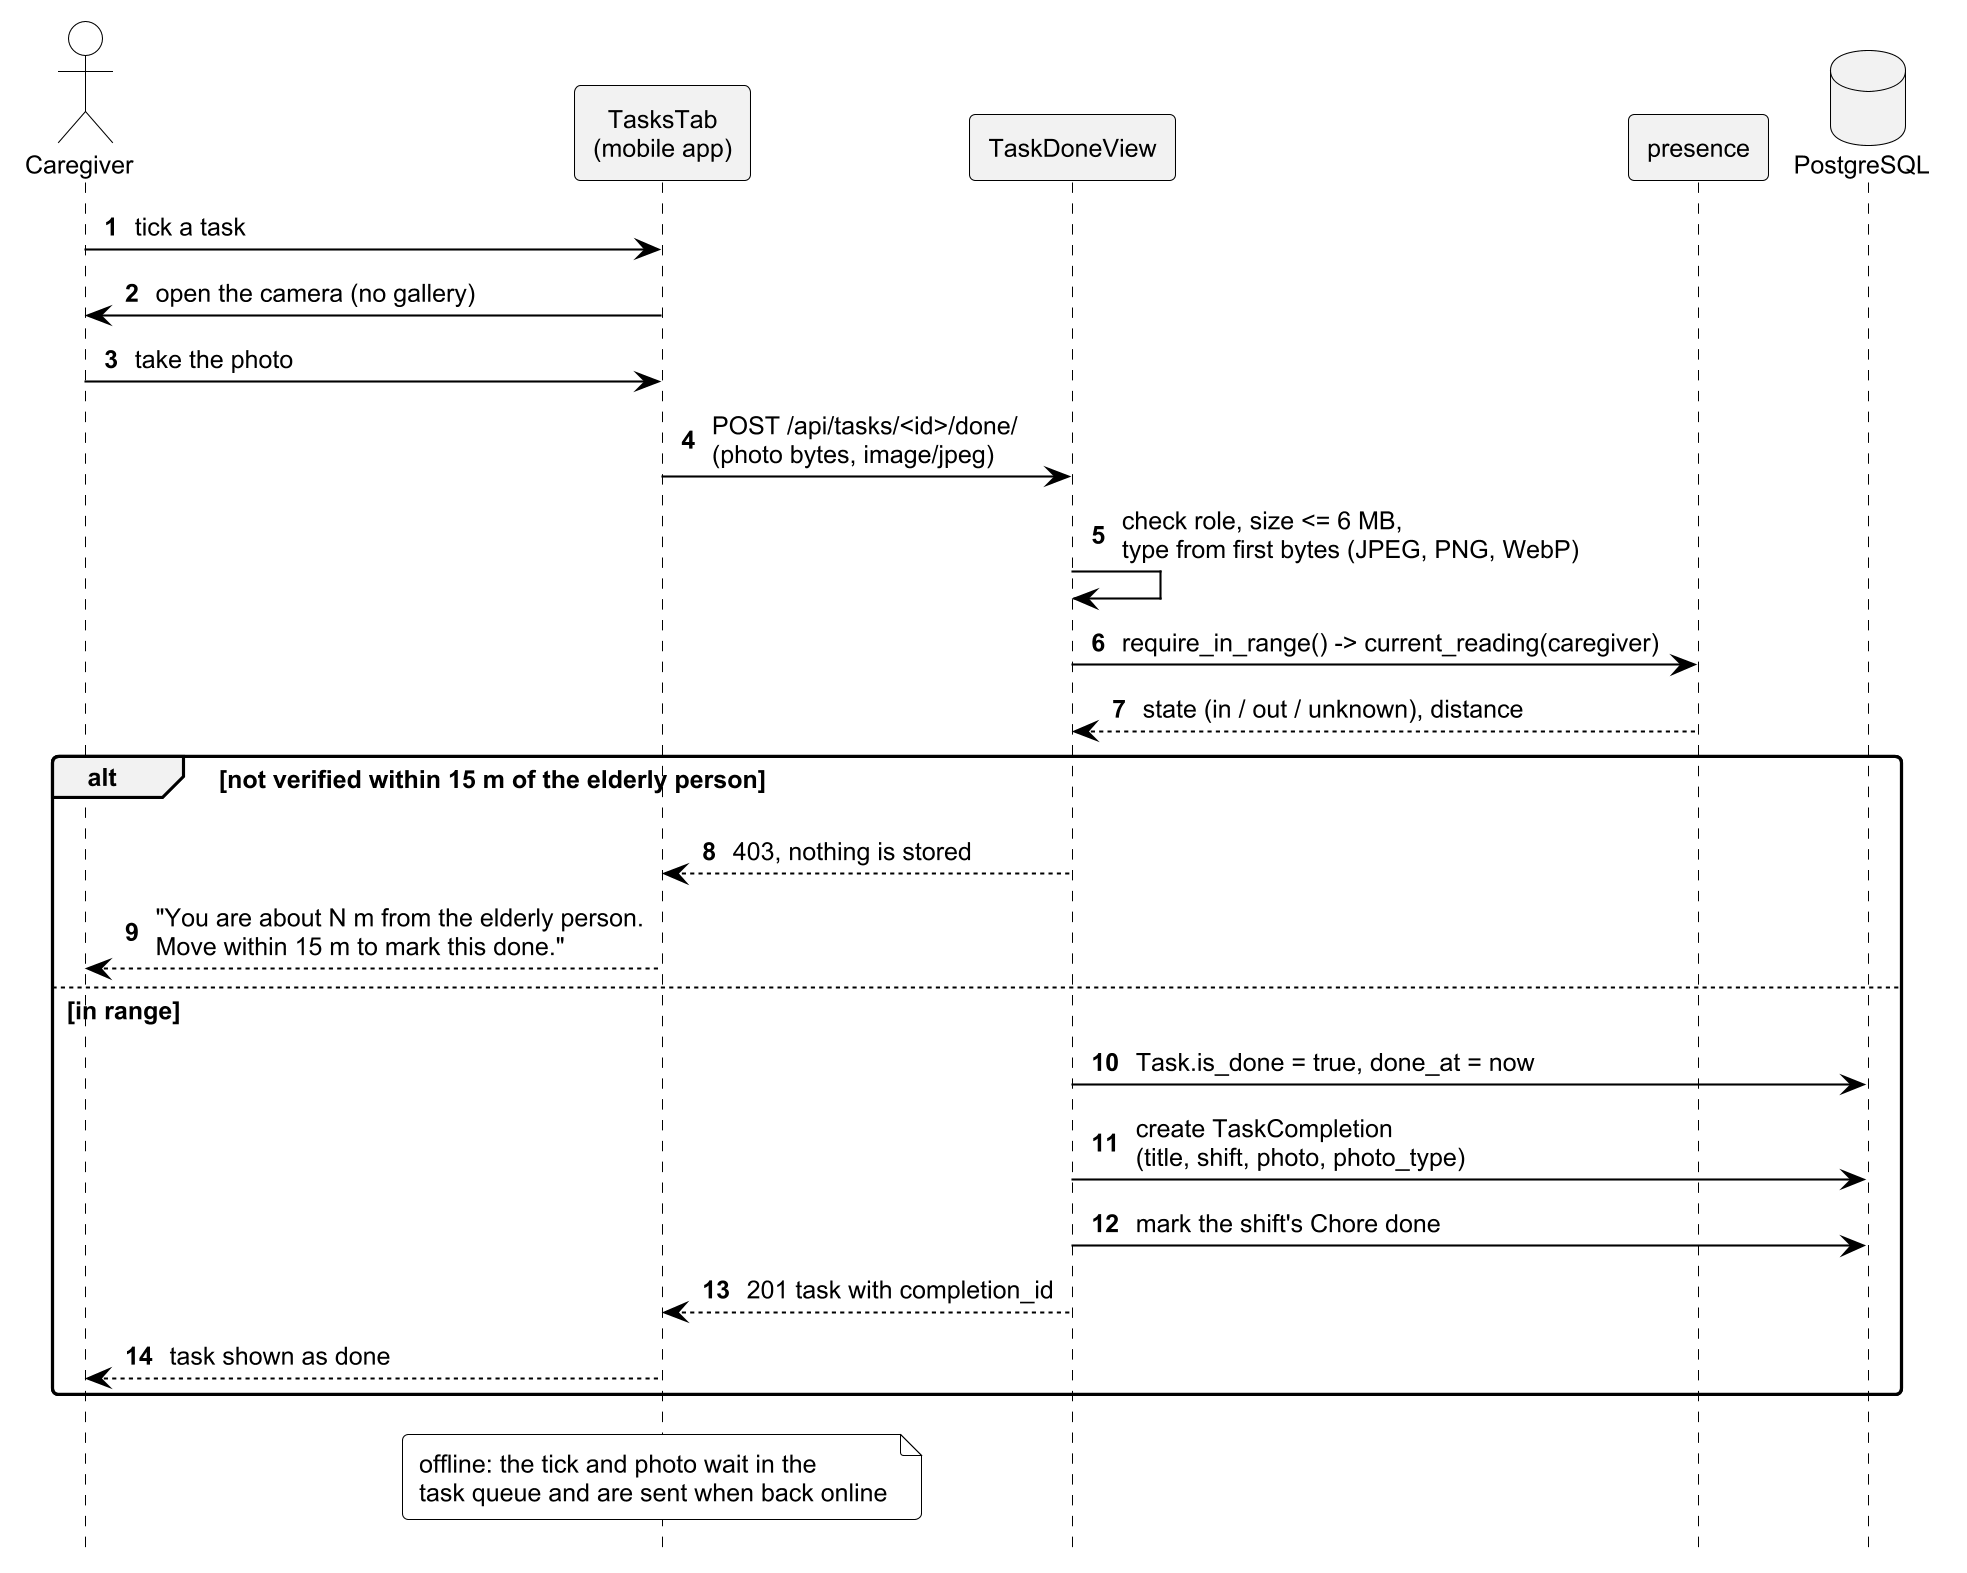 Caregiver
TasksTab
(mobile app)
TaskDoneView
presence
PostgreSQL
1 tick a task
2 open the camera (no gallery)
3 take the photo
4 POST /api/tasks/<id>/done/
(photo bytes, image/jpeg)
5 check role, size <= 6 MB,
type from first bytes (JPEG, PNG, WebP)
6 require_in_range() -> current_reading(caregiver)
7 state (in / out / unknown), distance
alt [not verified within 15 m of the elderly person]
8 403, nothing is stored
9 "You are about N m from the elderly person.
Move within 15 m to mark this done."
[in range]
10 Task.is_done = true, done_at = now
11 create TaskCompletion
(title, shift, photo, photo_type)
12 mark the shift's Chore done
13 201 task with completion_id
14 task shown as done
offline: the tick and photo wait in the
task queue and are sent when back online